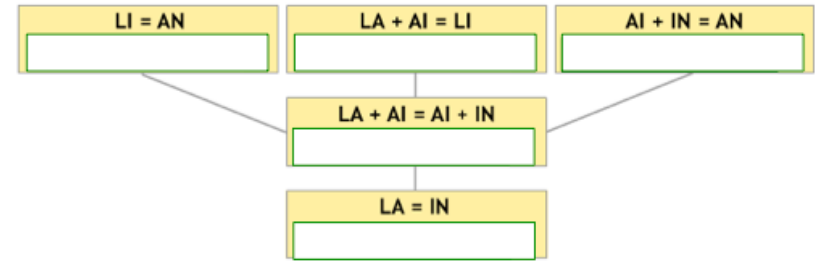 LI = AN
LA + AI = LI
AI + IN = AN
LA + AI = AI + IN
LA = IN